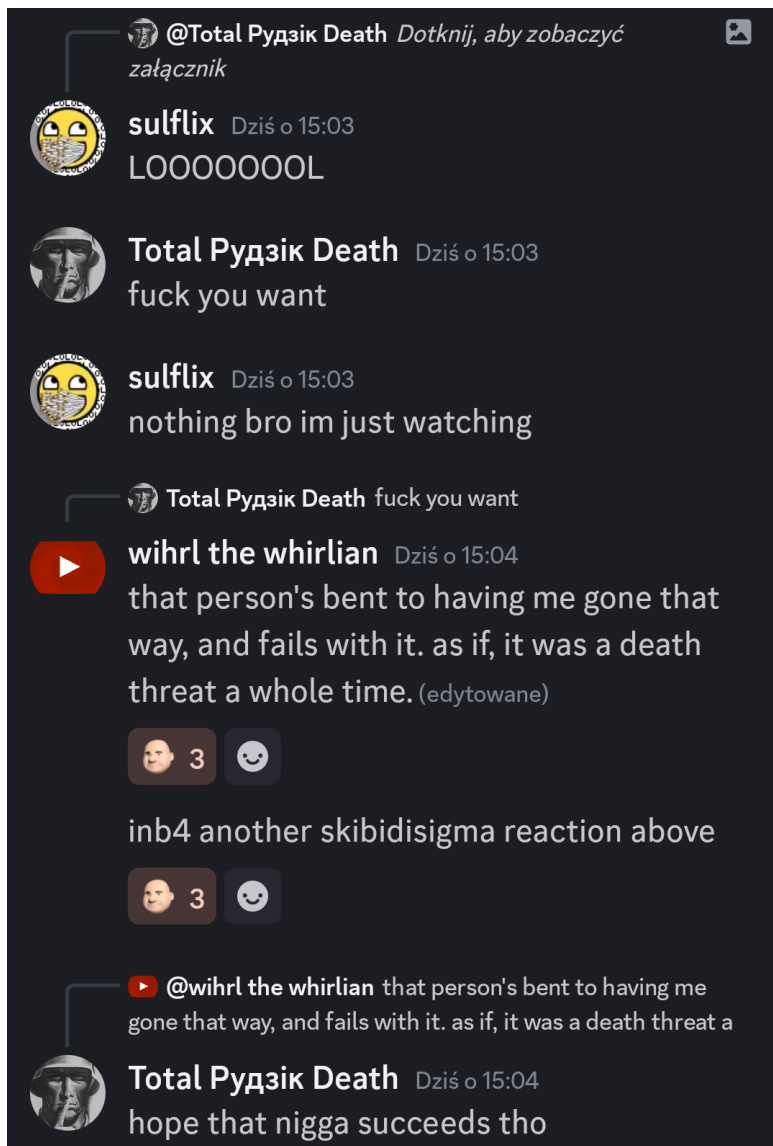 @Total Рудзік Death Dotknij, aby zobaczyć
załącznik
sulflix Dziś o 15:03
LOOOOOOOL
Total Рудзік Death Dziś o 15:03
fuck you want
sulflix Dziś o 15:03
nothing bro im just watching
Total Рудзік Death fuck you want
wihrl the whirlian Dziś o 15:04
that person's bent to having me gone that
way, and fails with it. as if, it was a death
threat a whole time. (edytowane)
3
inb4 another skibidisigma reaction above
3
@wihrl the whirlian that person's bent to having me
gone that way, and fails with it. as if, it was a death threat a
Total Рудзік Death Dziś o 15:04
hope that nigga succeeds tho